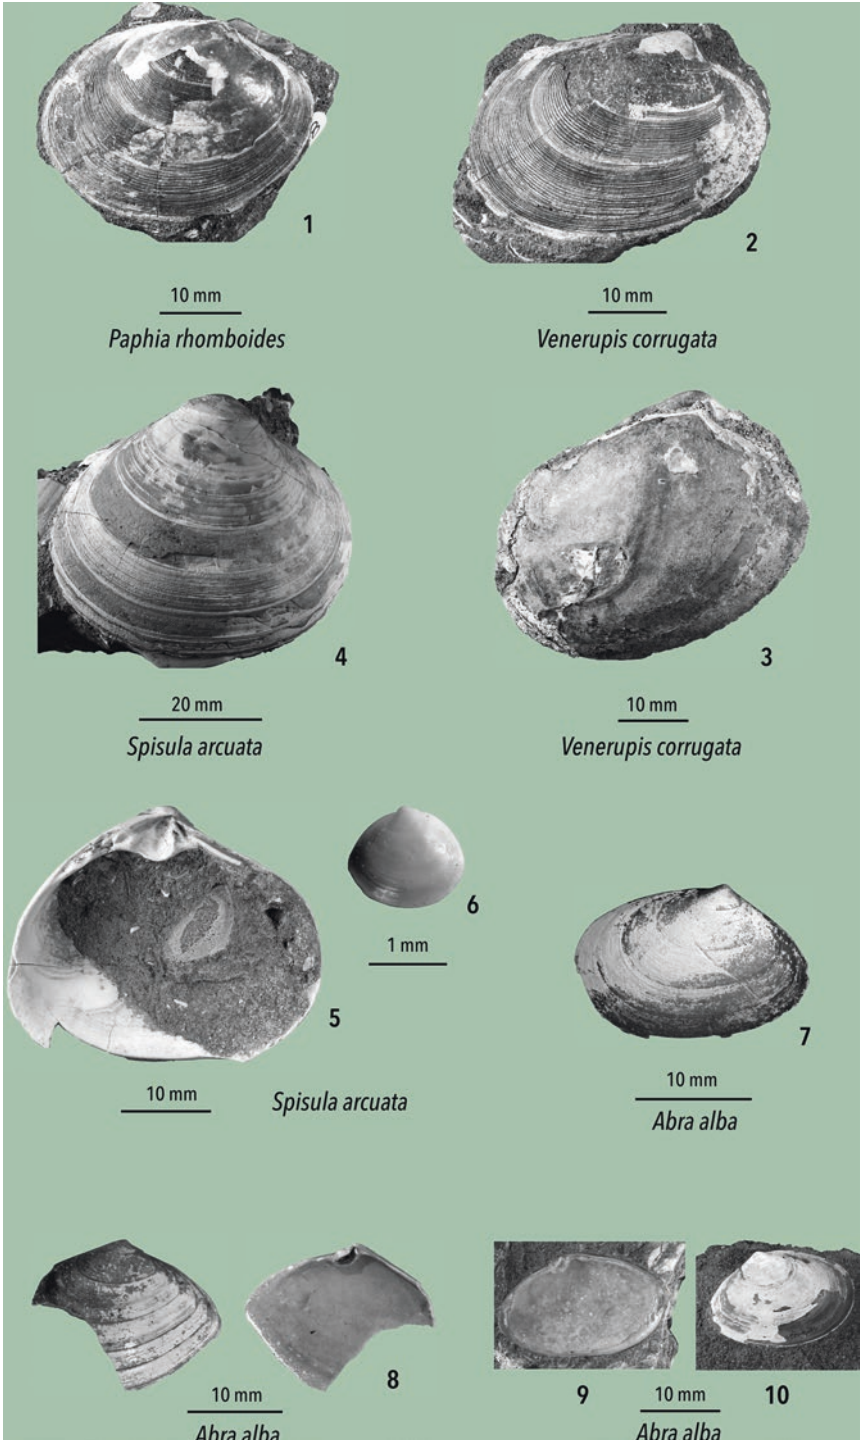 1
10 mm
Paphia rhomboides
2
10 mm
Venerupis corrugata
4
20 mm
Spisula arcuata
3
10 mm
Venerupis corrugata
5
10 mm
Spisula arcuata
6
1 mm
7
10 mm
Abra alba
8
10 mm
Abra alba
9
10
10 mm
Abra alba